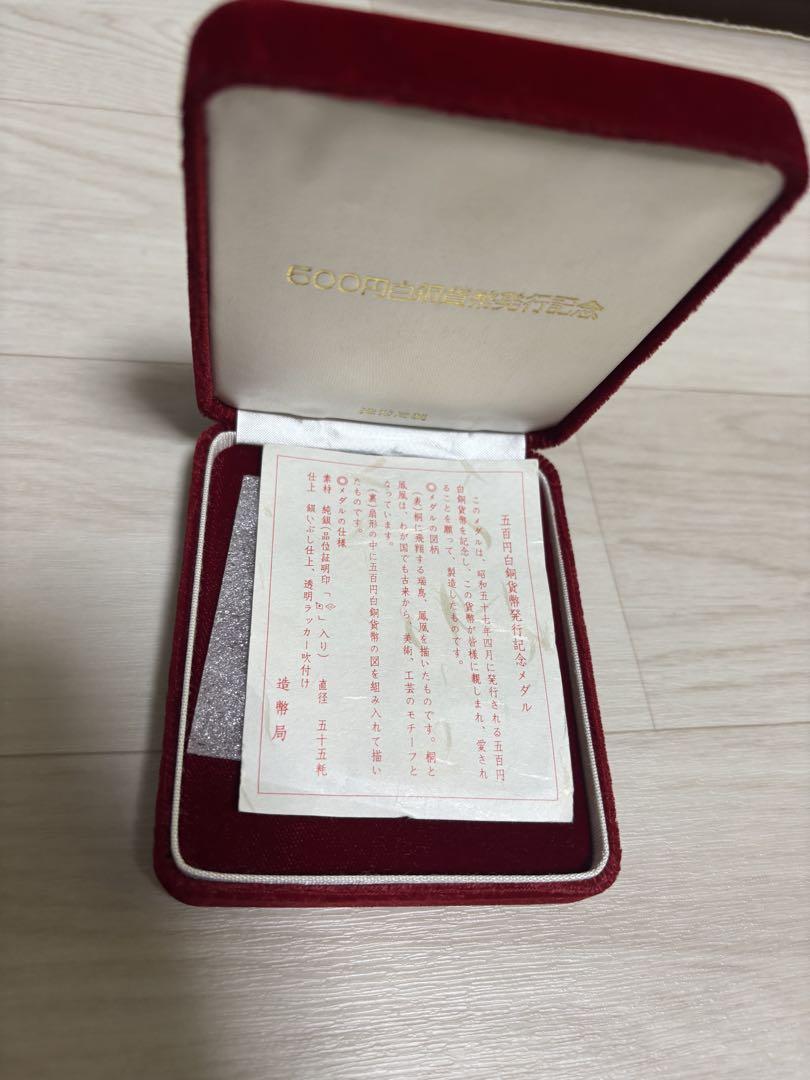 500円白銅貨幣発行記念
五百円白銅貨幣発行記念メダル
このメダルは、昭和五十七年四月に発行される五百円
白銅貨幣を記念し、この貨幣が皆様に親しまれ、愛され
ることを願って、製造したものです。
◎メダルの図柄
(表)桐に飛翔する瑞鳥、鳳凰を描いたものです。桐と
鳳凰は、わが国でも古来から、美術、工芸のモチーフと
なっています。
(裏)扇形の中に五百円白銅貨幣の図を組み入れて描い
たものです。
◎メダルの仕様
素材 純銀(品位証明印「」入り) 直径 五十五粍
仕上 銀いぶし仕上、透明ラッカー吹付け
造幣局